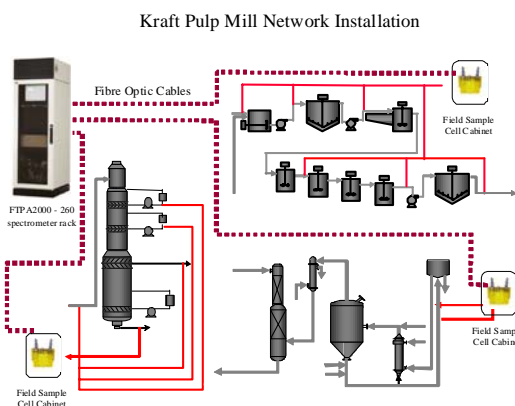 Kraft Pulp Mill Network Installation
Fibre Optic Cables
Field Sample
Cell Cabinet
FTPA2000 - 260
spectrometer rack
Field Sample
Cell Cabinet
Field Sample
Cell Cabinet